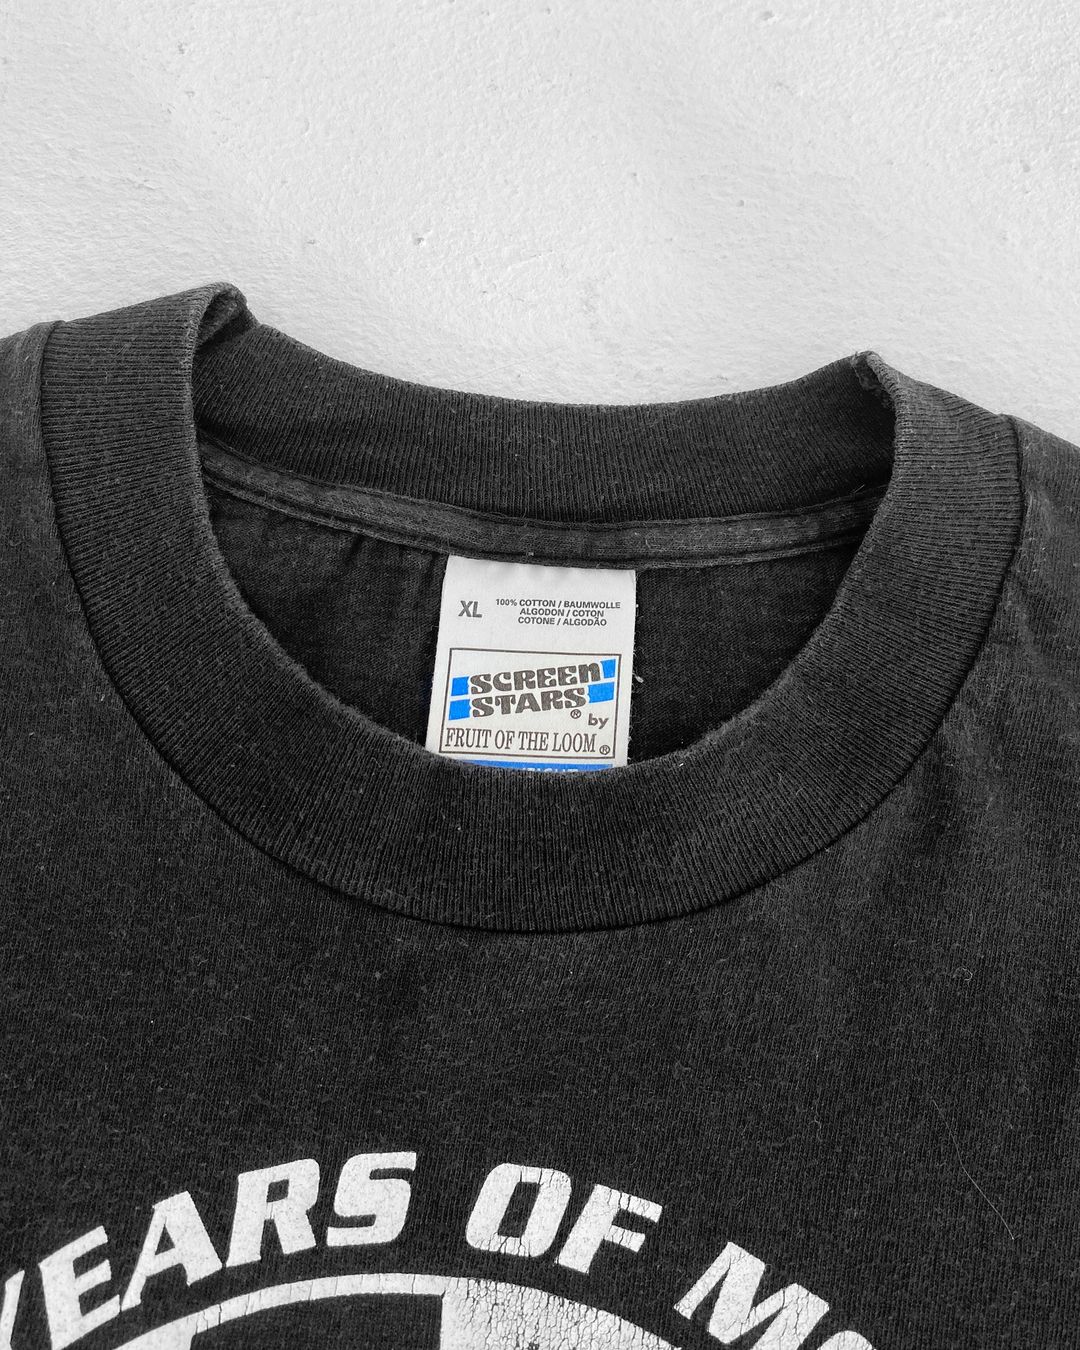 XL
100% COTTON / BAUMWOLLE
ALGODON / COTON
COTONE / ALGODÃO
SCREEN
STARS® by
FRUIT OF THE LOOM®
YEARS OF